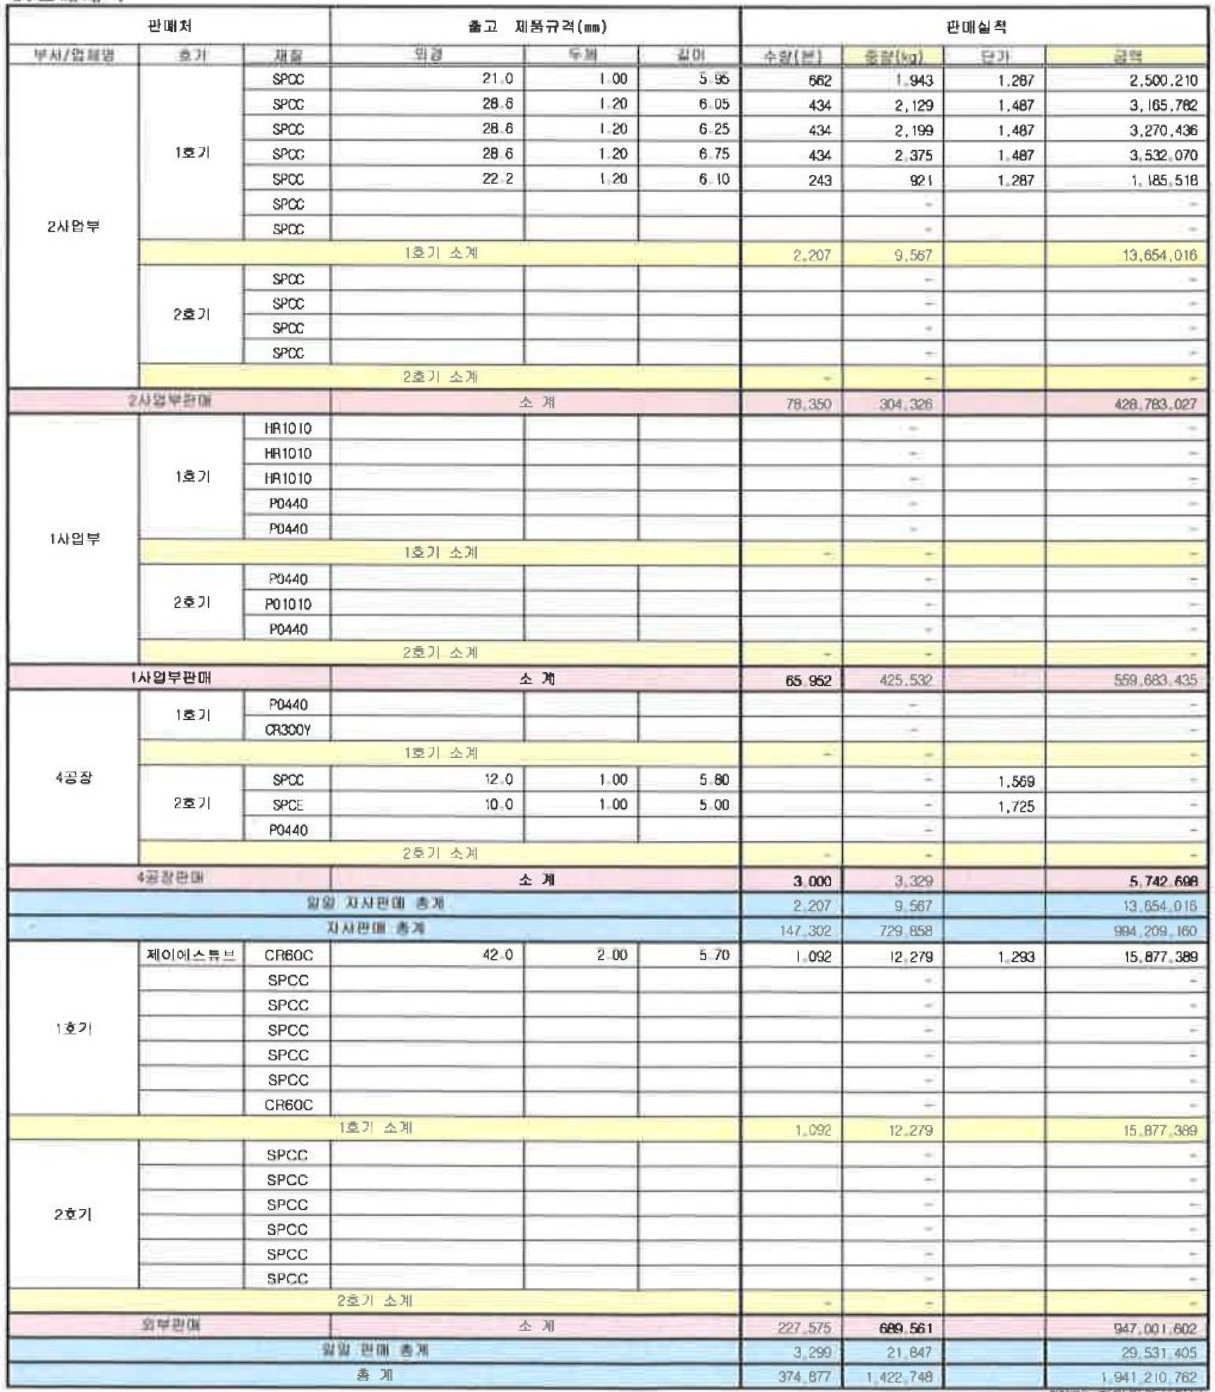 판매처 출고 제품규격(mm) 판매실적
부서/업체명 호기 재질 외경 두께 길이 수량(본) 중량(kg) 단가 금액
SPCC 21.0 1.00 5.95 662 1,943 1,287 2,500,210
SPCC 28.6 1.20 6.05 434 2,129 1,487 3,165,782
SPCC 28.6 1.20 6.25 434 2,199 1,487 3,270,436
1호기 SPCC 28.6 1.20 6.75 434 2,375 1,487 3,532,070
SPCC 22.2 1.20 6.10 243 921 1,287 1,185,518
SPCC - -
2사업부 SPCC - -
1호기 소계 2,207 9,567 13,654,016
SPCC - -
SPCC - -
2호기 SPCC - -
SPCC - -
2호기 소계 - - -
2사업부판매 소 계 78,350 304,326 428,783,027
HR1010 - -
HR1010 - -
1호기 HR1010 - -
P0440 - -
1사업부 P0440 - -
1호기 소계 - - -
P0440 - -
2호기 P01010 - -
P0440 - -
2호기 소계 - - -
1사업부판매 소 계 65,952 425,532 559,683,435
1호기 P0440 - -
CR300Y - -
1호기 소계 - - -
4공장 SPCC 12.0 1.00 5.80 - 1,569 -
2호기 SPCE 10.0 1.00 5.00 - 1,725 -
P0440 - -
2호기 소계 - - -
4공장판매 소 계 3,000 3,329 5,742,698
일일 자사판매 총계 2,207 9,567 13,654,016
자사판매 총계 147,302 729,858 994,209,160
제이에스튜브 CR60C 42.0 2.00 5.70 1,092 12,279 1,293 15,877,389
SPCC - -
SPCC - -
1호기 SPCC - -
SPCC - -
SPCC - -
CR60C - -
1호기 소계 1,092 12,279 15,877,389
SPCC - -
SPCC - -
SPCC - -
2호기 SPCC - -
SPCC - -
SPCC - -
2호기 소계 - - -
외부판매 소 계 227,575 689,561 947,001,602
일일 판매 총계 3,299 21,847 29,531,405
총 계 374,877 1,422,748 1,941,210,762